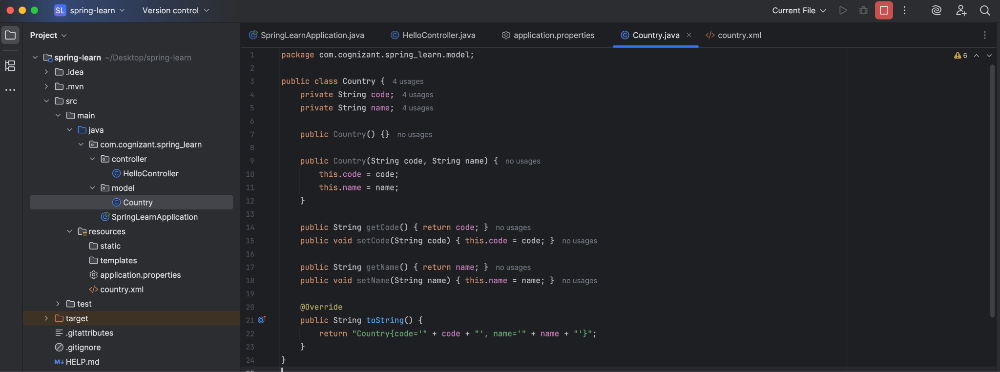 SL spring-learn Version control Current File
Project
spring-learn ~/Desktop/spring-learn
.idea
.mvn
src
main
java
com.cognizant.spring_learn
controller
HelloController
model
Country
SpringLearnApplication
resources
static
templates
application.properties
</> country.xml
test
target
.gitattributes
.gitignore
M↓ HELP.md
SpringLearnApplication.java HelloController.java application.properties Country.java × </> country.xml
6
1 package com.cognizant.spring_learn.model;
2
3 public class Country { 4 usages
4     private String code; 4 usages
5     private String name; 4 usages
6
7     public Country() {} no usages
8
9     public Country(String code, String name) { no usages
10         this.code = code;
11         this.name = name;
12     }
13
14     public String getCode() { return code; } no usages
15     public void setCode(String code) { this.code = code; } no usages
16
17     public String getName() { return name; } no usages
18     public void setName(String name) { this.name = name; } no usages
19
20     @Override
21     public String toString() {
22         return "Country{code='" + code + "', name='" + name + "'}";
23     }
24 }
25